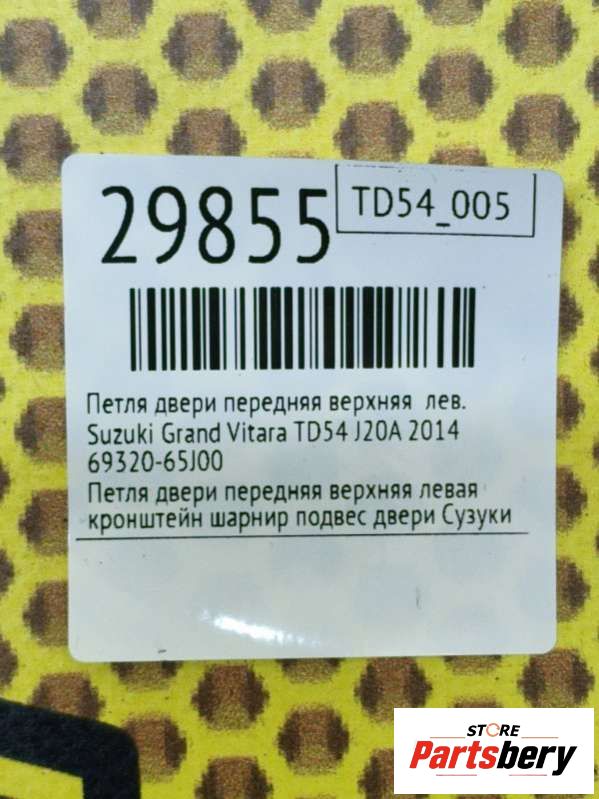 29855
TD54_005
Петля двери передняя верхняя лев.
Suzuki Grand Vitara TD54 J20A 2014
69320-65J00
Петля двери передняя верхняя левая
кронштейн шарнир подвес двери Сузуки
STORE
Partsbery